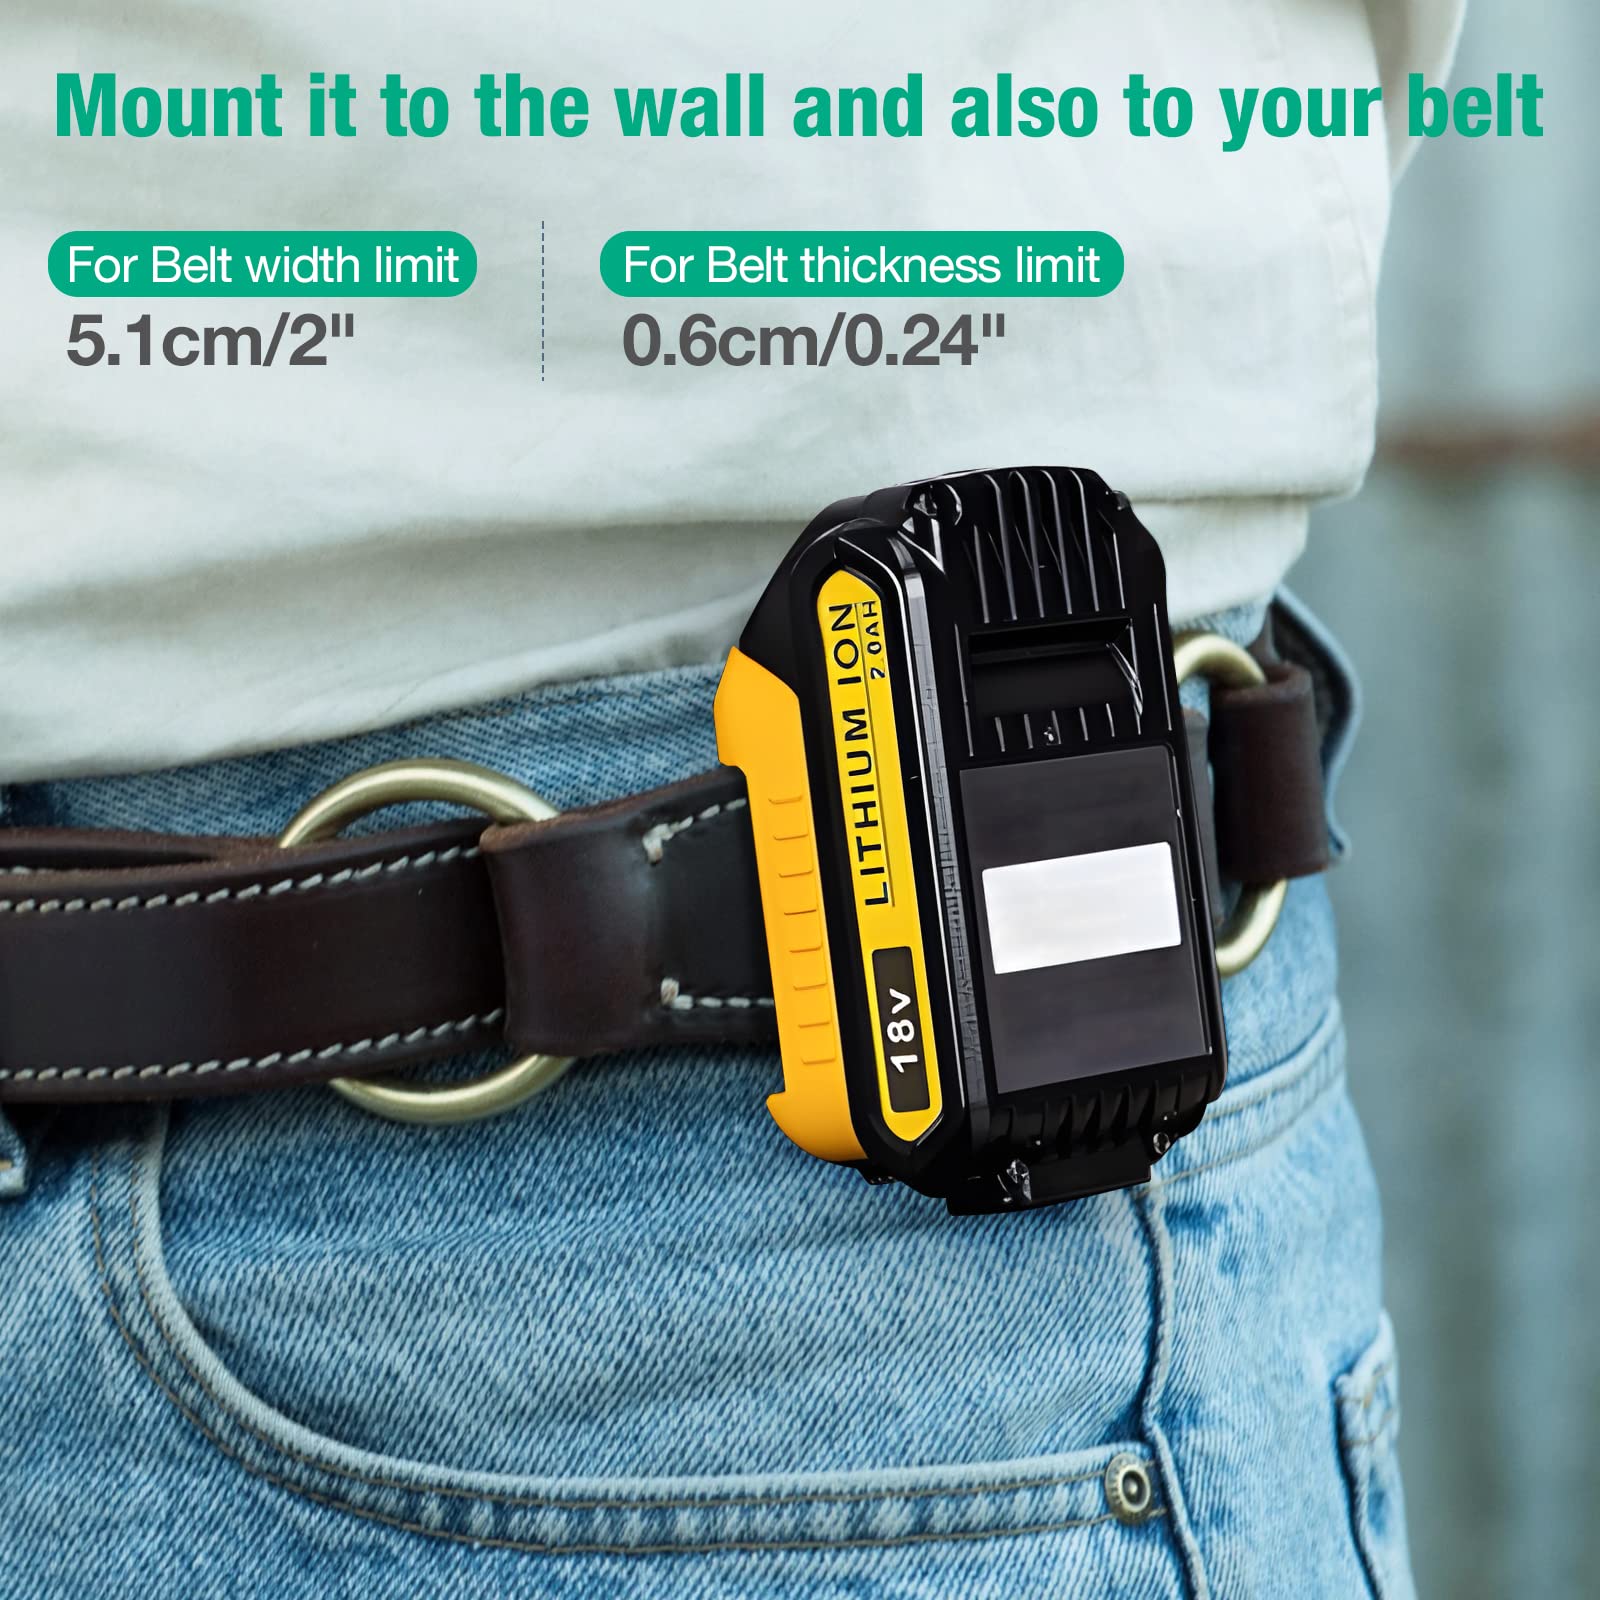 Mount it to the wall and also to your belt
For Belt width limit
5.1cm/2"
For Belt thickness limit
0.6cm/0.24"
LITHIUM ION
2.0AH
18V